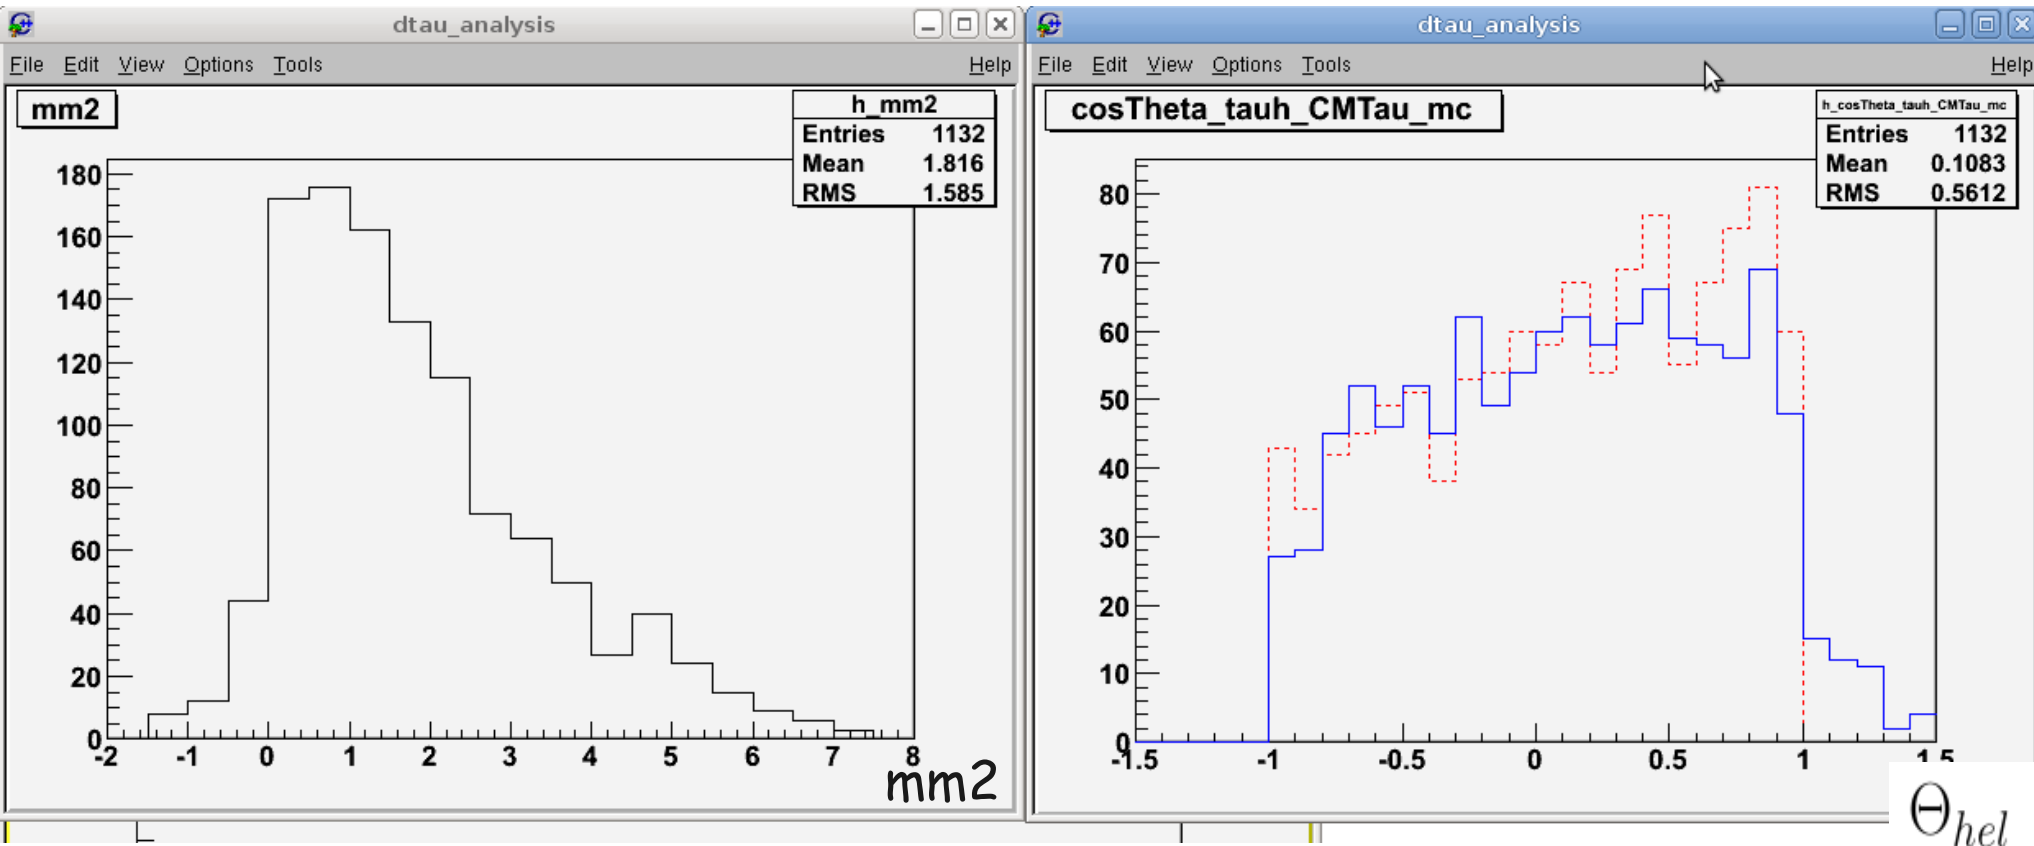 dtau_analysis
File Edit View Options Tools Help
mm2
h_mm2
Entries 1132
Mean 1.816
RMS 1.585
180
160
140
120
100
80
60
40
20
0
-2 -1 0 1 2 3 4 5 6 7 8
mm2
dtau_analysis
File Edit View Options Tools Help
cosTheta_tauh_CMTau_mc
h_cosTheta_tauh_CMTau_mc
Entries 1132
Mean 0.1083
RMS 0.5612
80
70
60
50
40
30
20
10
0
-1.5 -1 -0.5 0 0.5 1 1.5
Θhel